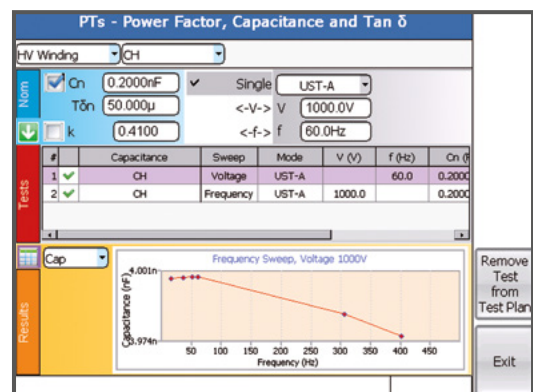 PTs - Power Factor, Capacitance and Tan δ
HV Winding CH
Nom
Cn 0.2000nF Single UST-A
Tδn 50.000μ <-V-> V 1000.0V
k 0.4100 <-f-> f 60.0Hz
Tests
# Capacitance Sweep Mode V (V) f (Hz) Cn (F
1 CH Voltage UST-A 60.0 0.2000
2 CH Frequency UST-A 1000.0 0.2000
Results
Cap
Frequency Sweep, Voltage 1000V
Capacitance (nF)
4.001n
3.974n
50 100 150 200 250 300 350 400 450
Frequency (Hz)
Remove
Test
from
Test Plan
Exit